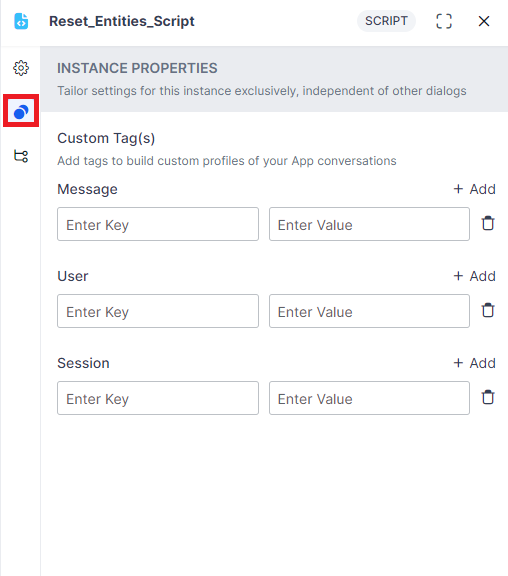 Reset_Entities_Script SCRIPT
INSTANCE PROPERTIES
Tailor settings for this instance exclusively, independent of other dialogs
Custom Tag(s)
Add tags to build custom profiles of your App conversations
Message + Add
Enter Key Enter Value
User + Add
Enter Key Enter Value
Session + Add
Enter Key Enter Value